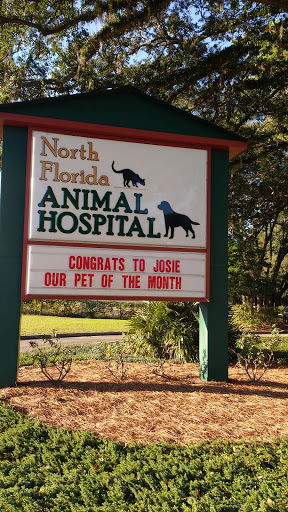 North
Florida
ANIMAL
HOSPITAL
CONGRATS TO JOSIE
OUR PET OF THE MONTH